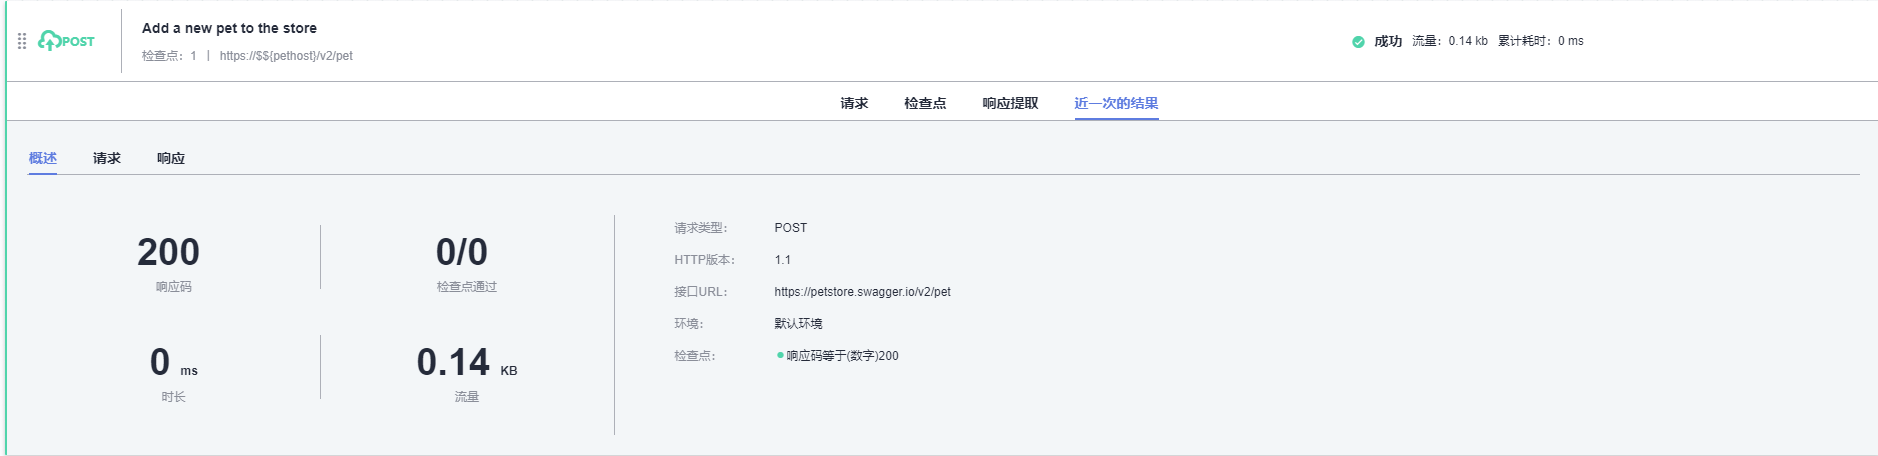 POST
Add a new pet to the store
检查点：1 | https://$${pethost}/v2/pet
成功 流量：0.14 kb 累计耗时：0 ms
请求 检查点 响应提取 近一次的结果
概述 请求 响应
200
响应码
0/0
检查点通过
0 ms
时长
0.14 KB
流量
请求类型： POST
HTTP版本： 1.1
接口URL： https://petstore.swagger.io/v2/pet
环境： 默认环境
检查点： 响应码等于(数字)200